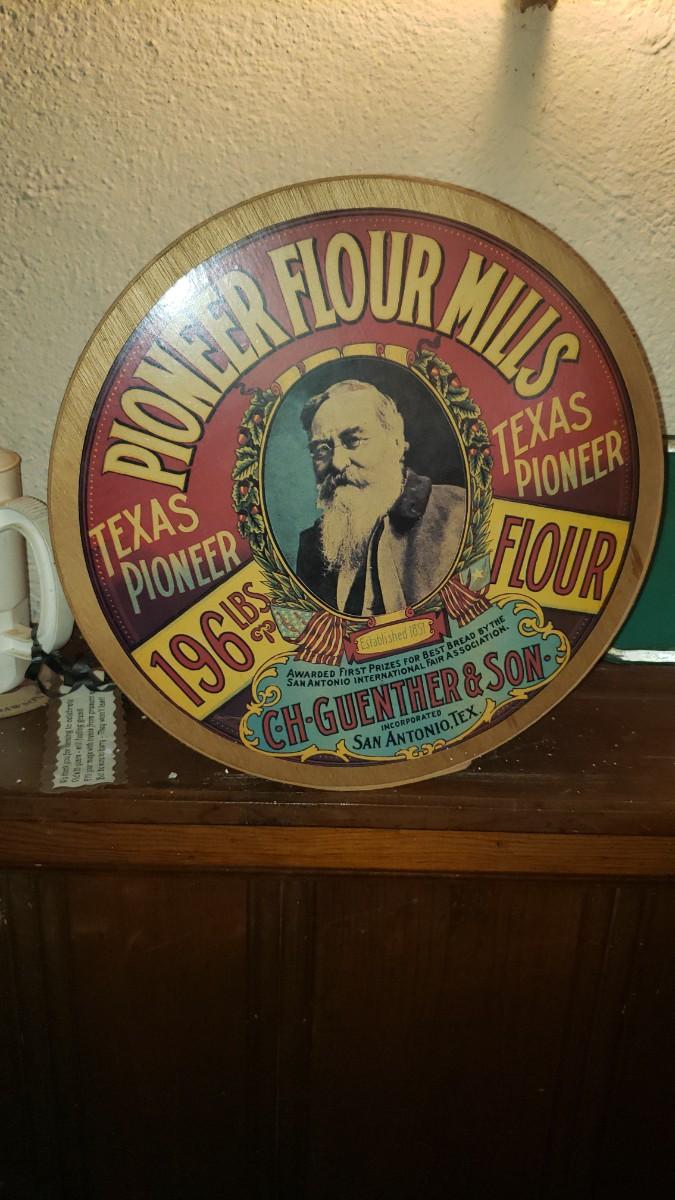 PIONEER FLOUR MILLS
TEXAS
PIONEER
TEXAS
PIONEER
196 LBS
FLOUR
Established 1851
AWARDED FIRST PRIZES FOR BEST BREAD BY THE
SAN ANTONIO INTERNATIONAL FAIR ASSOCIATION.
C·H·GUENTHER & SON·
INCORPORATED
SAN ANTONIO, TEX.